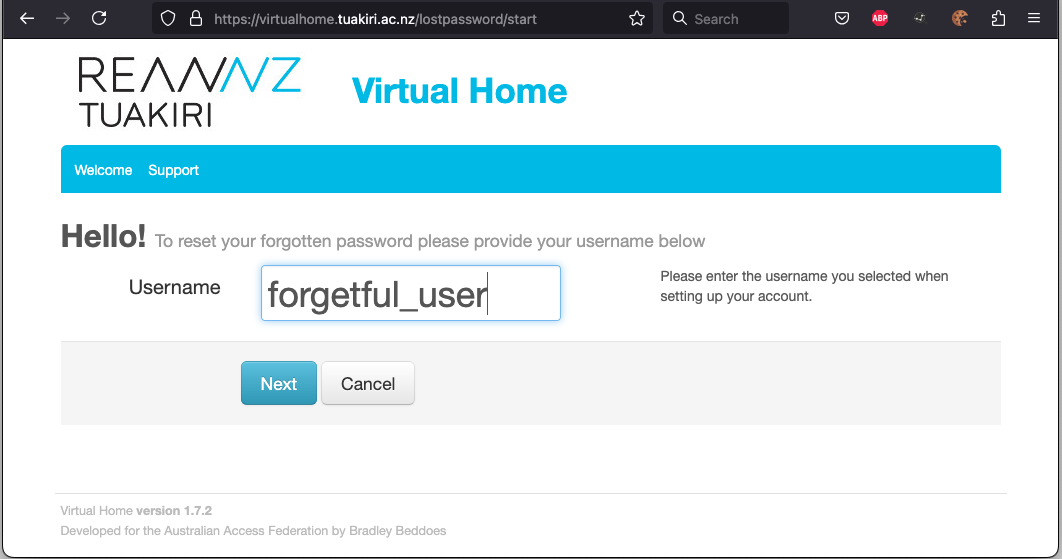 https://virtualhome.tuakiri.ac.nz/lostpassword/start
Search
ABP
REANNZ
TUAKIRI
Virtual Home
Welcome Support
Hello! To reset your forgotten password please provide your username below
Username forgetful_user
Please enter the username you selected when
setting up your account.
Next Cancel
Virtual Home version 1.7.2
Developed for the Australian Access Federation by Bradley Beddoes